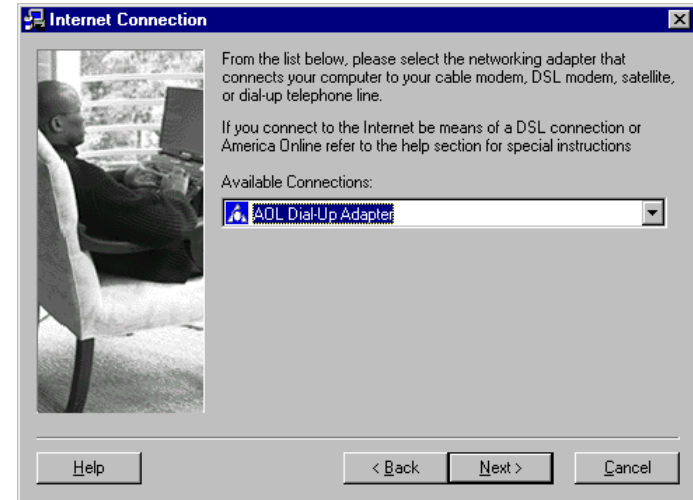 Internet Connection
From the list below, please select the networking adapter that
connects your computer to your cable modem, DSL modem, satellite,
or dial-up telephone line.
If you connect to the Internet be means of a DSL connection or
America Online refer to the help section for special instructions
Available Connections:
AOL Dial-Up Adapter
Help
< Back
Next >
Cancel